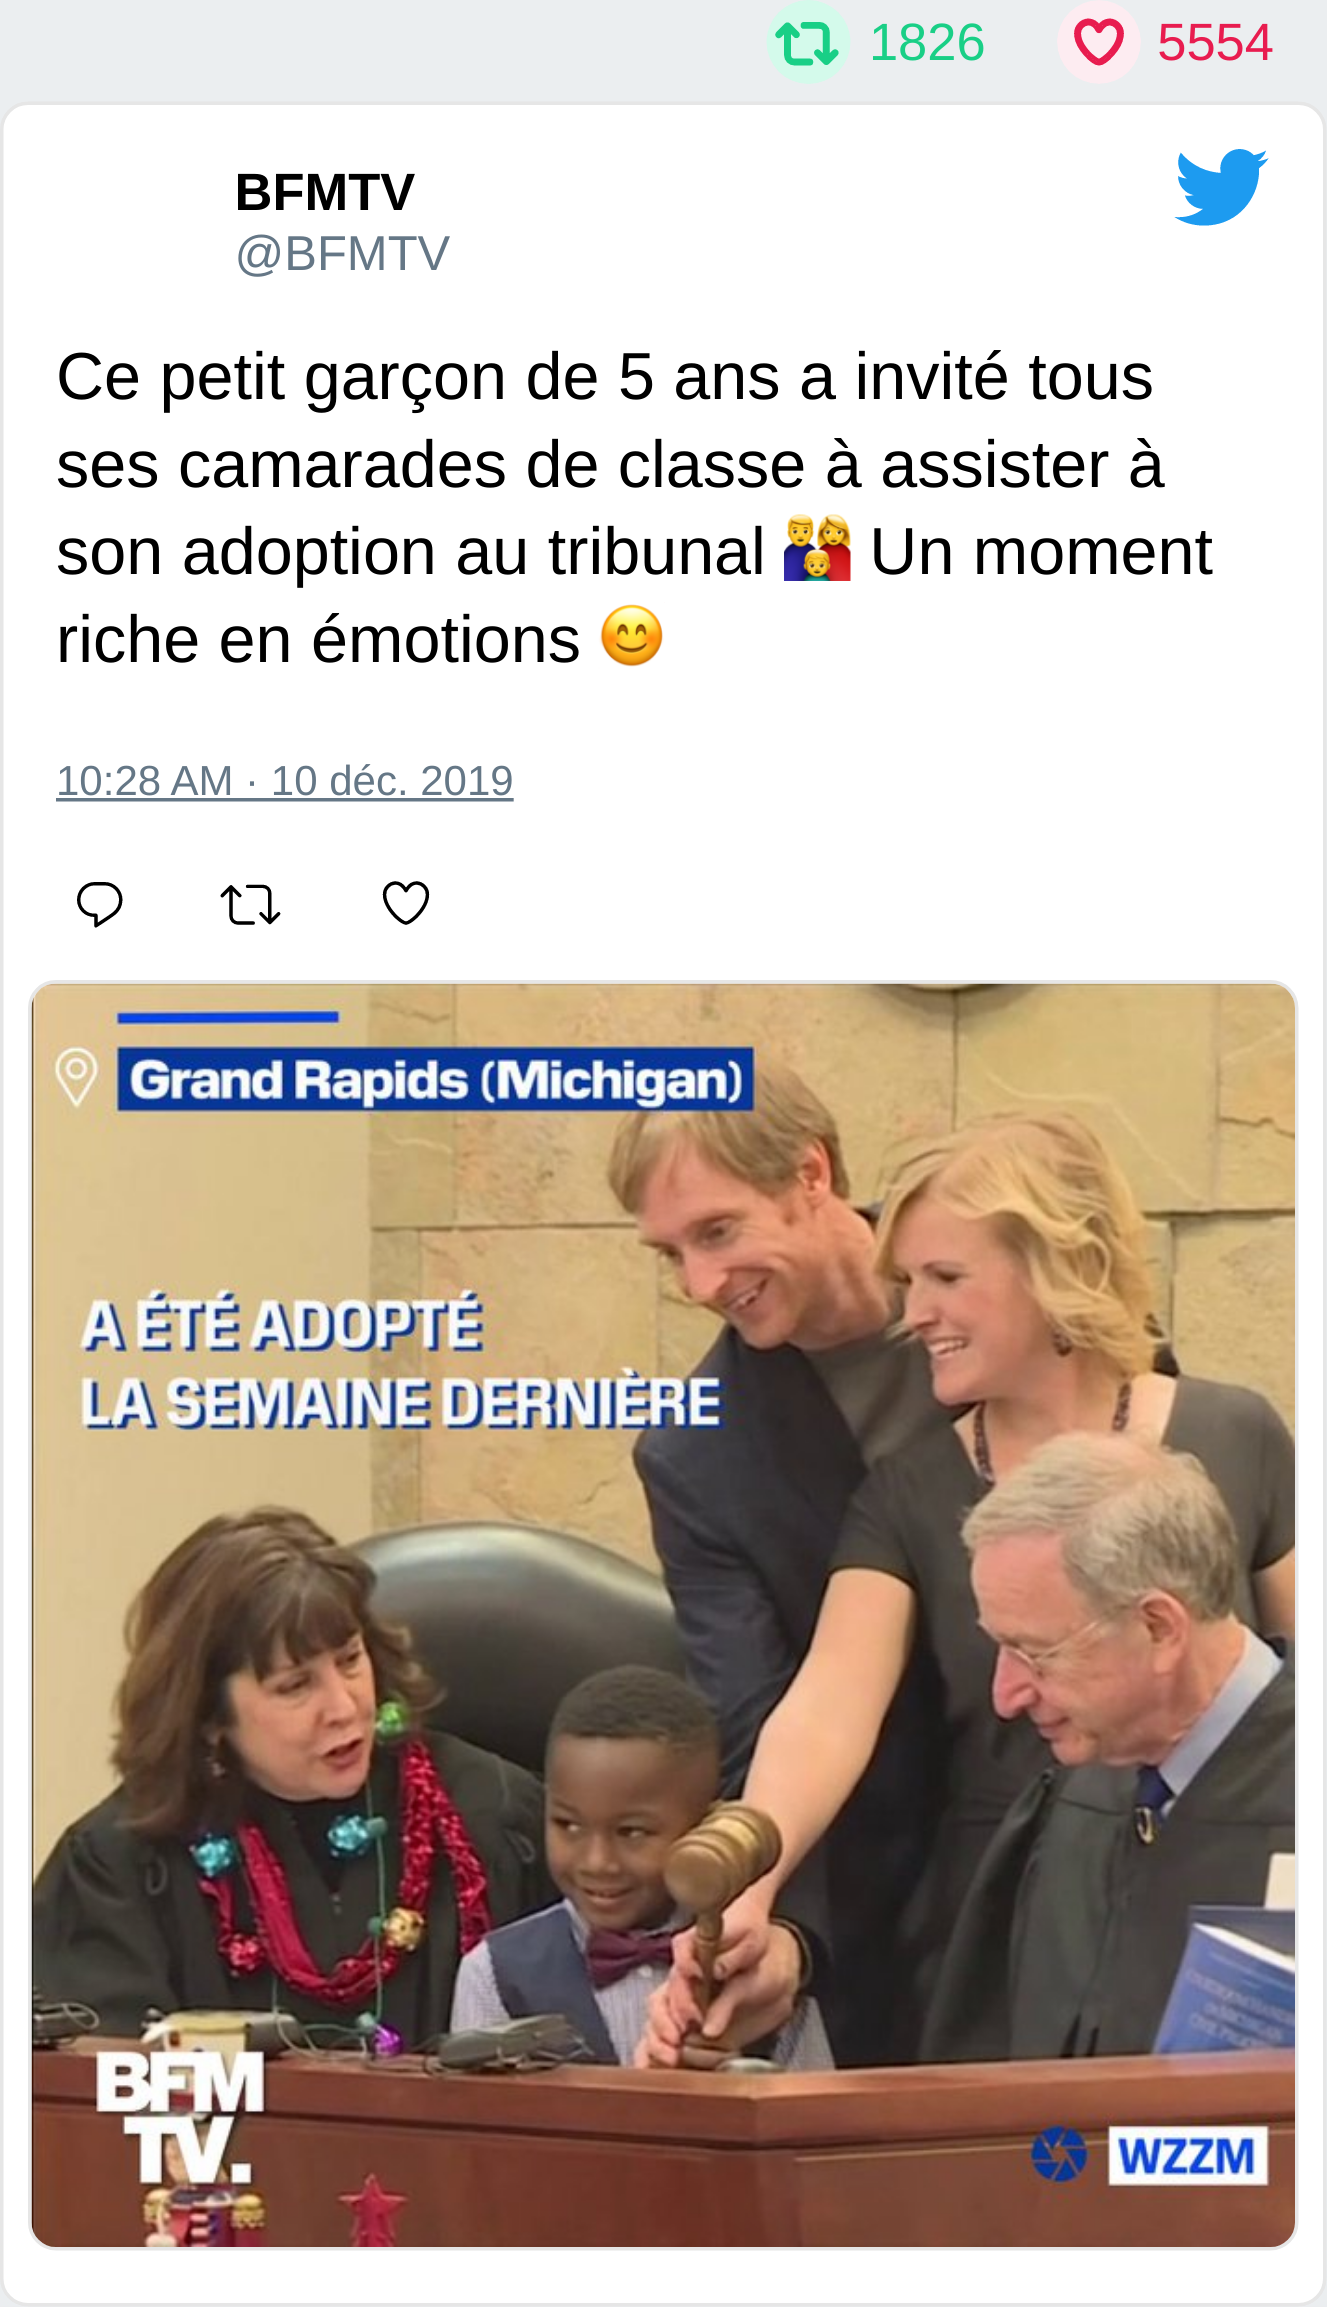 1826 5554
BFMTV
@BFMTV
Ce petit garçon de 5 ans a invité tous
ses camarades de classe à assister à
son adoption au tribunal 👨‍👩‍👦 Un moment
riche en émotions 😊
10:28 AM · 10 déc. 2019
Grand Rapids (Michigan)
A ÉTÉ ADOPTÉ
LA SEMAINE DERNIÈRE
BFM
TV.
WZZM